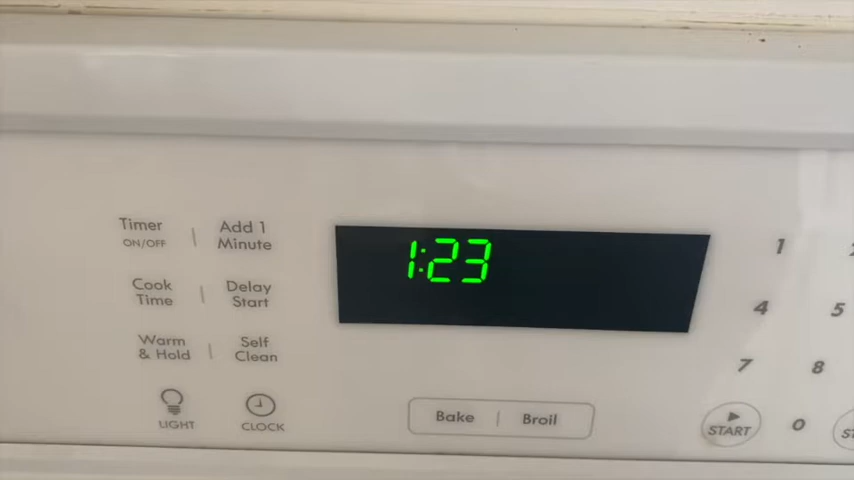 Timer
ON/OFF
Add 1
Minute
Cook
Time
Delay
Start
Warm
& Hold
Self
Clean
LIGHT
CLOCK
1:23
Bake | Broil
1
4
5
7
8
START
0